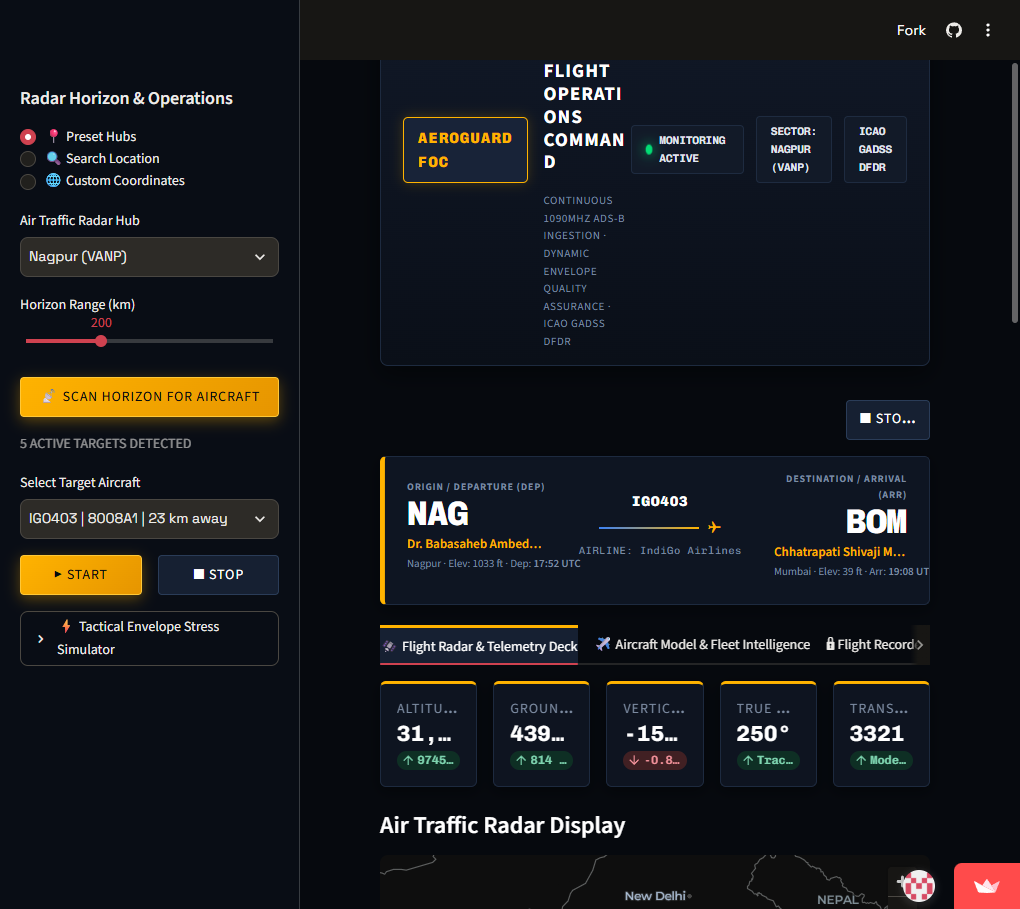 Fork
Radar Horizon & Operations
Preset Hubs
Search Location
Custom Coordinates
Air Traffic Radar Hub
Nagpur (VANP)
Horizon Range (km)
200
SCAN HORIZON FOR AIRCRAFT
5 ACTIVE TARGETS DETECTED
Select Target Aircraft
IGO403 | 8008A1 | 23 km away
START
STOP
Tactical Envelope Stress
Simulator
AEROGUARD
FOC
FLIGHT
OPERATI
ONS
COMMAN
D
CONTINUOUS
1090MHZ ADS-B
INGESTION ·
DYNAMIC
ENVELOPE
QUALITY
ASSURANCE ·
ICAO GADSS
DFDR
MONITORING
ACTIVE
SECTOR:
NAGPUR
(VANP)
ICAO
GADSS
DFDR
STO...
ORIGIN / DEPARTURE (DEP)
NAG
Dr. Babasaheb Ambed...
Nagpur · Elev: 1033 ft · Dep: 17:52 UTC
IGO403
AIRLINE: IndiGo Airlines
DESTINATION / ARRIVAL
(ARR)
BOM
Chhatrapati Shivaji M...
Mumbai · Elev: 39 ft · Arr: 19:08 UT
Flight Radar & Telemetry Deck
Aircraft Model & Fleet Intelligence
Flight Record
ALTITU...
31,...
↑ 9745...
GROUN...
439...
↑ 814 ...
VERTIC...
-15...
↓ -0.8...
TRUE ...
250°
↑ Trac...
TRANS...
3321
↑ Mode...
Air Traffic Radar Display
New Delhi
NEPAL